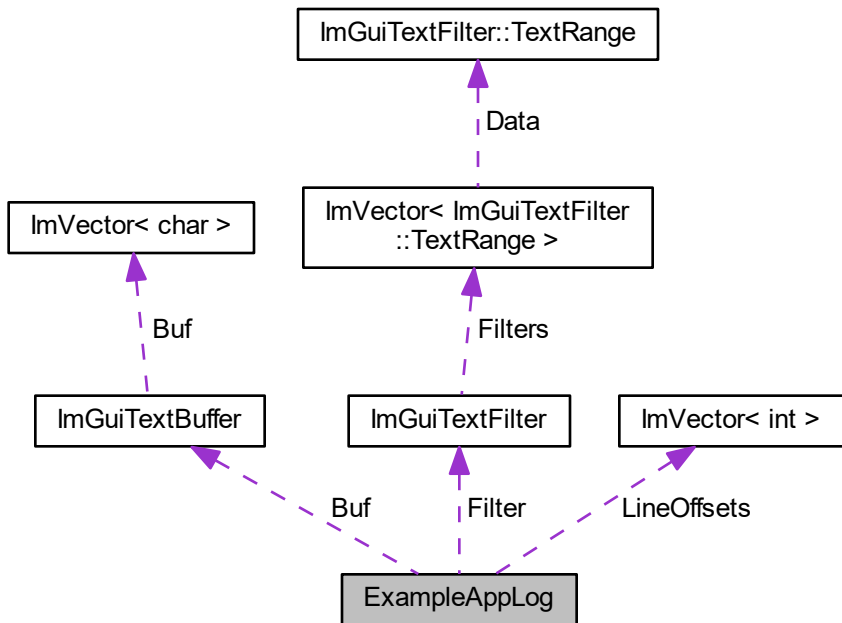 ImGuiTextFilter::TextRange
Data
ImVector< char >
ImVector< ImGuiTextFilter
::TextRange >
Buf
Filters
ImGuiTextBuffer
ImGuiTextFilter
ImVector< int >
Buf
Filter
LineOffsets
ExampleAppLog